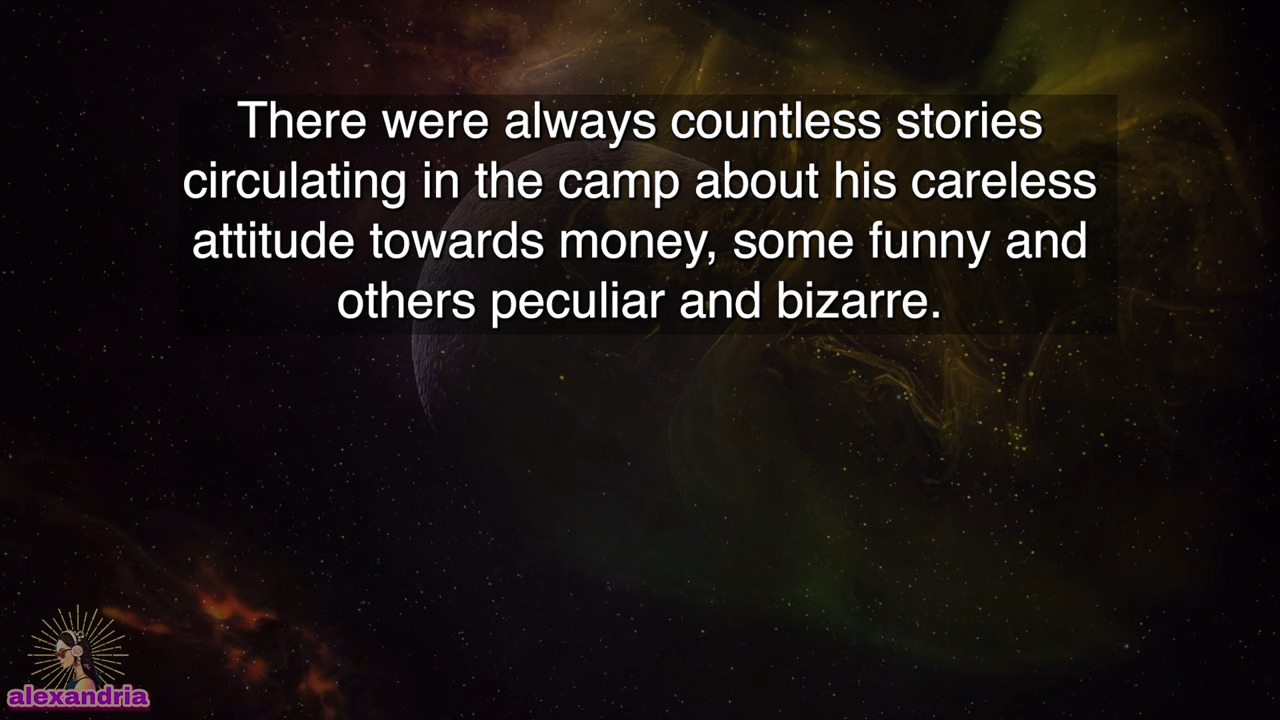 There were always countless stories
circulating in the camp about his careless
attitude towards money, some funny and
others peculiar and bizarre.
alexandria